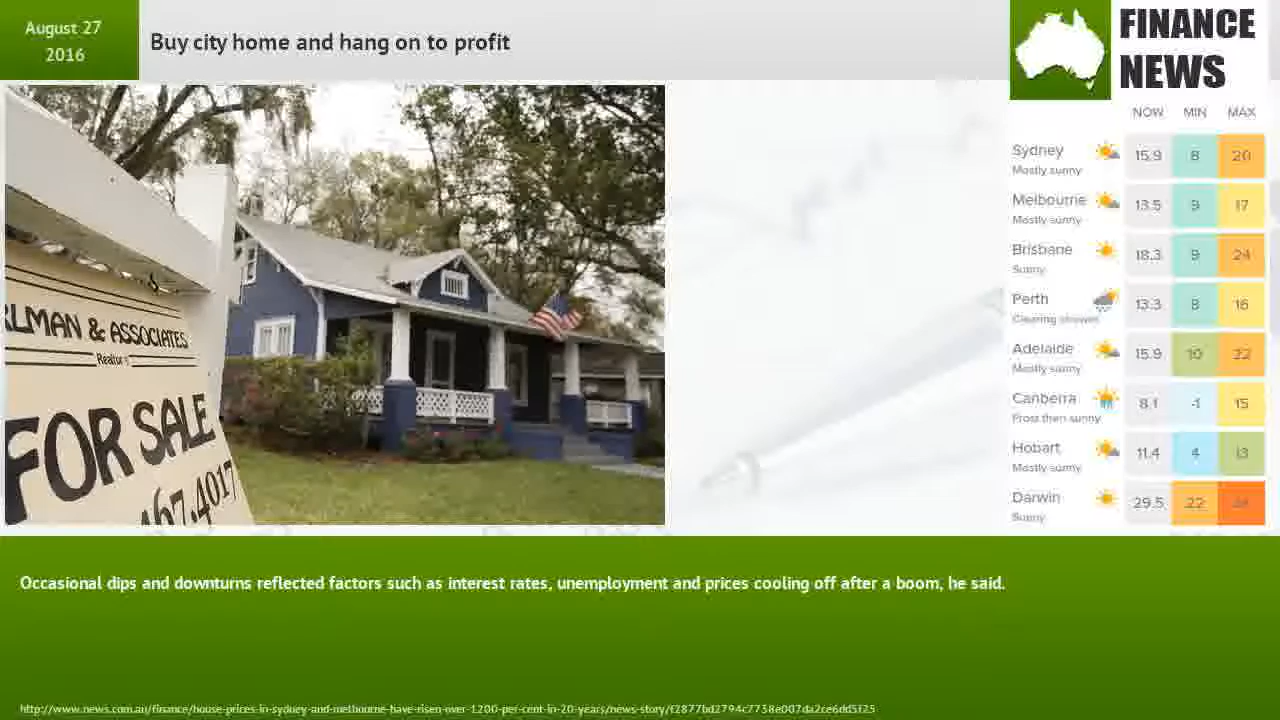 August 27
2016
Buy city home and hang on to profit
FINANCE
NEWS
NOW MIN MAX
Sydney 15.9 8 20
Mostly sunny
Melbourne 13.5 9 17
Mostly sunny
Brisbane 18.3 9 24
Sunny
Perth 13.3 8 16
Clearing shower
Adelaide 15.9 10 22
Mostly sunny
Canberra 8.1 -1 15
Frost then sunny
Hobart 11.4 4 13
Mostly sunny
Darwin 29.5 22
Sunny
& ASSOCIATES
FOR SALE
467.4017
Occasional dips and downturns reflected factors such as interest rates, unemployment and prices cooling off after a boom, he said.
http://www.news.com.au/finance/house-prices-in-sydney-and-melbourne-have-risen-over-1200-per-cent-in-20-years/news-story/f2877bd2794c7738e007da2ce6dd5f25